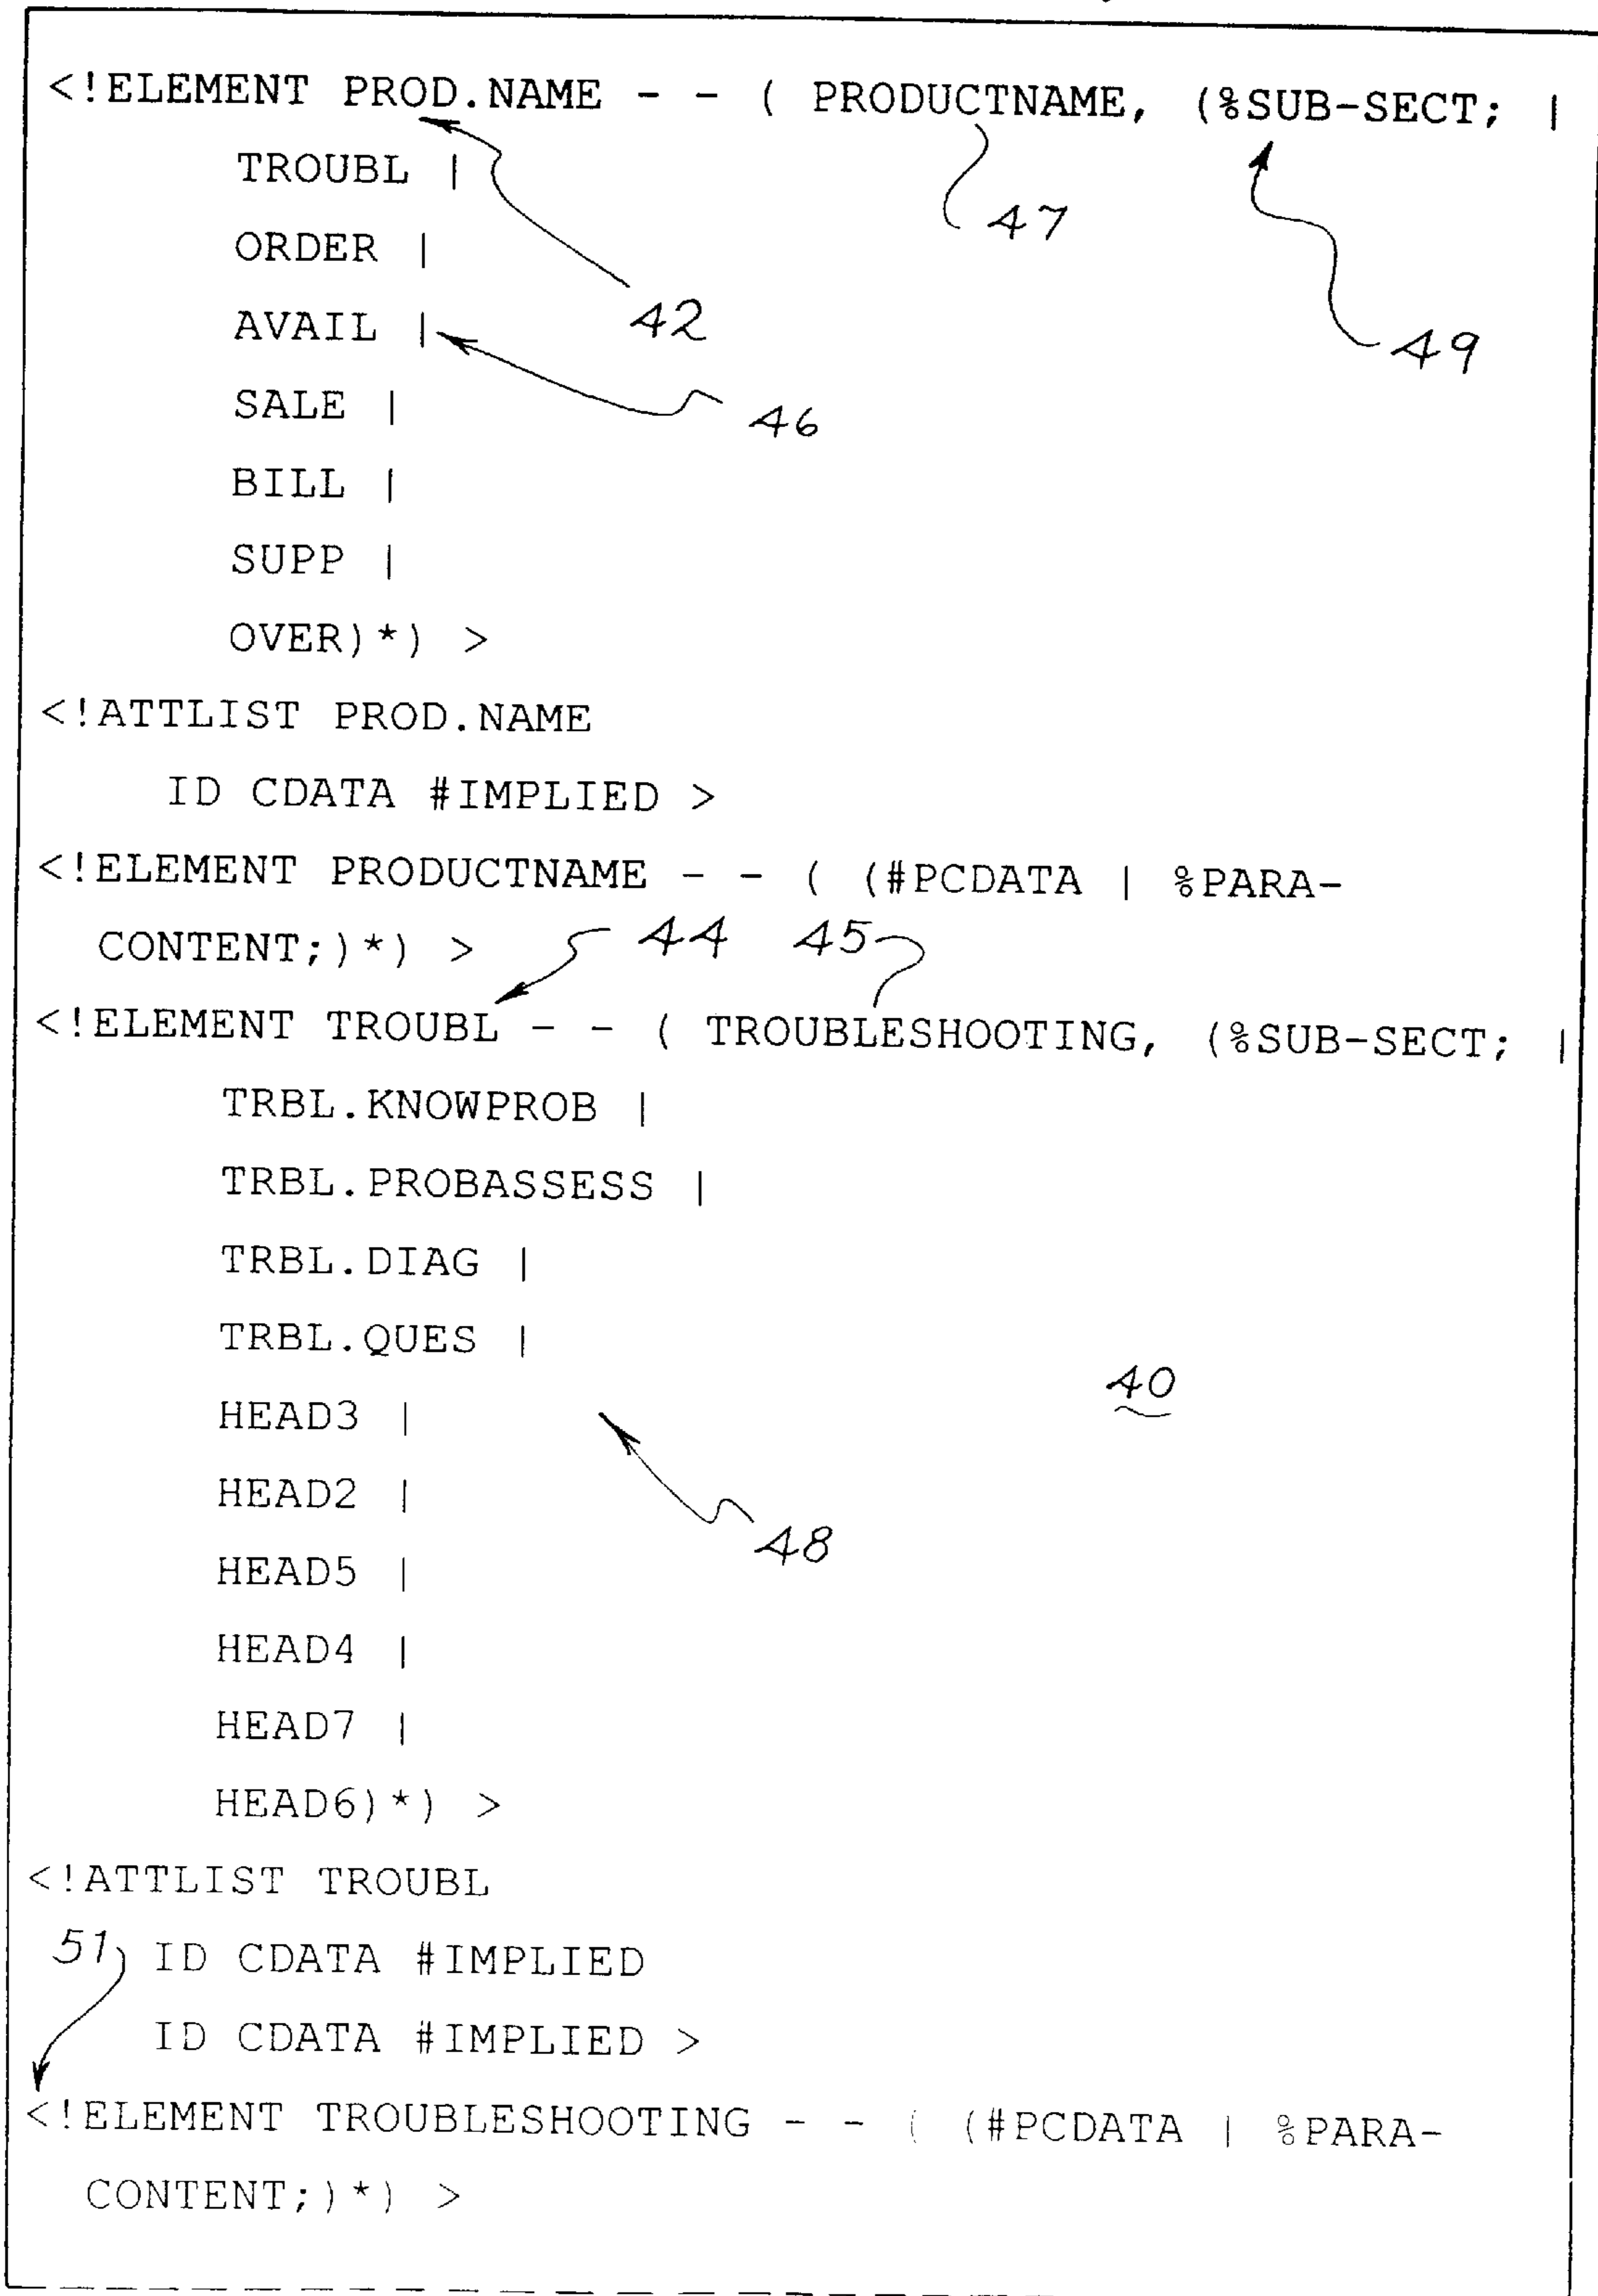 <!ELEMENT PROD.NAME - - ( PRODUCTNAME, (%SUB-SECT; |
TROUBL |
47
ORDER |
42
AVAIL |
49
SALE |
46
BILL |
SUPP |
OVER)*) >
<!ATTLIST PROD.NAME
ID CDATA #IMPLIED >
<!ELEMENT PRODUCTNAME - - ( (#PCDATA | %PARA-
CONTENT;)*) >
44 45
<!ELEMENT TROUBL - - ( TROUBLESHOOTING, (%SUB-SECT; |
TRBL.KNOWPROB |
TRBL.PROBASSESS |
TRBL.DIAG |
TRBL.QUES |
40
HEAD3 |
HEAD2 |
48
HEAD5 |
HEAD4 |
HEAD7 |
HEAD6)*) >
<!ATTLIST TROUBL
51 ID CDATA #IMPLIED
ID CDATA #IMPLIED >
<!ELEMENT TROUBLESHOOTING - - ( (#PCDATA | %PARA-
CONTENT;)*) >